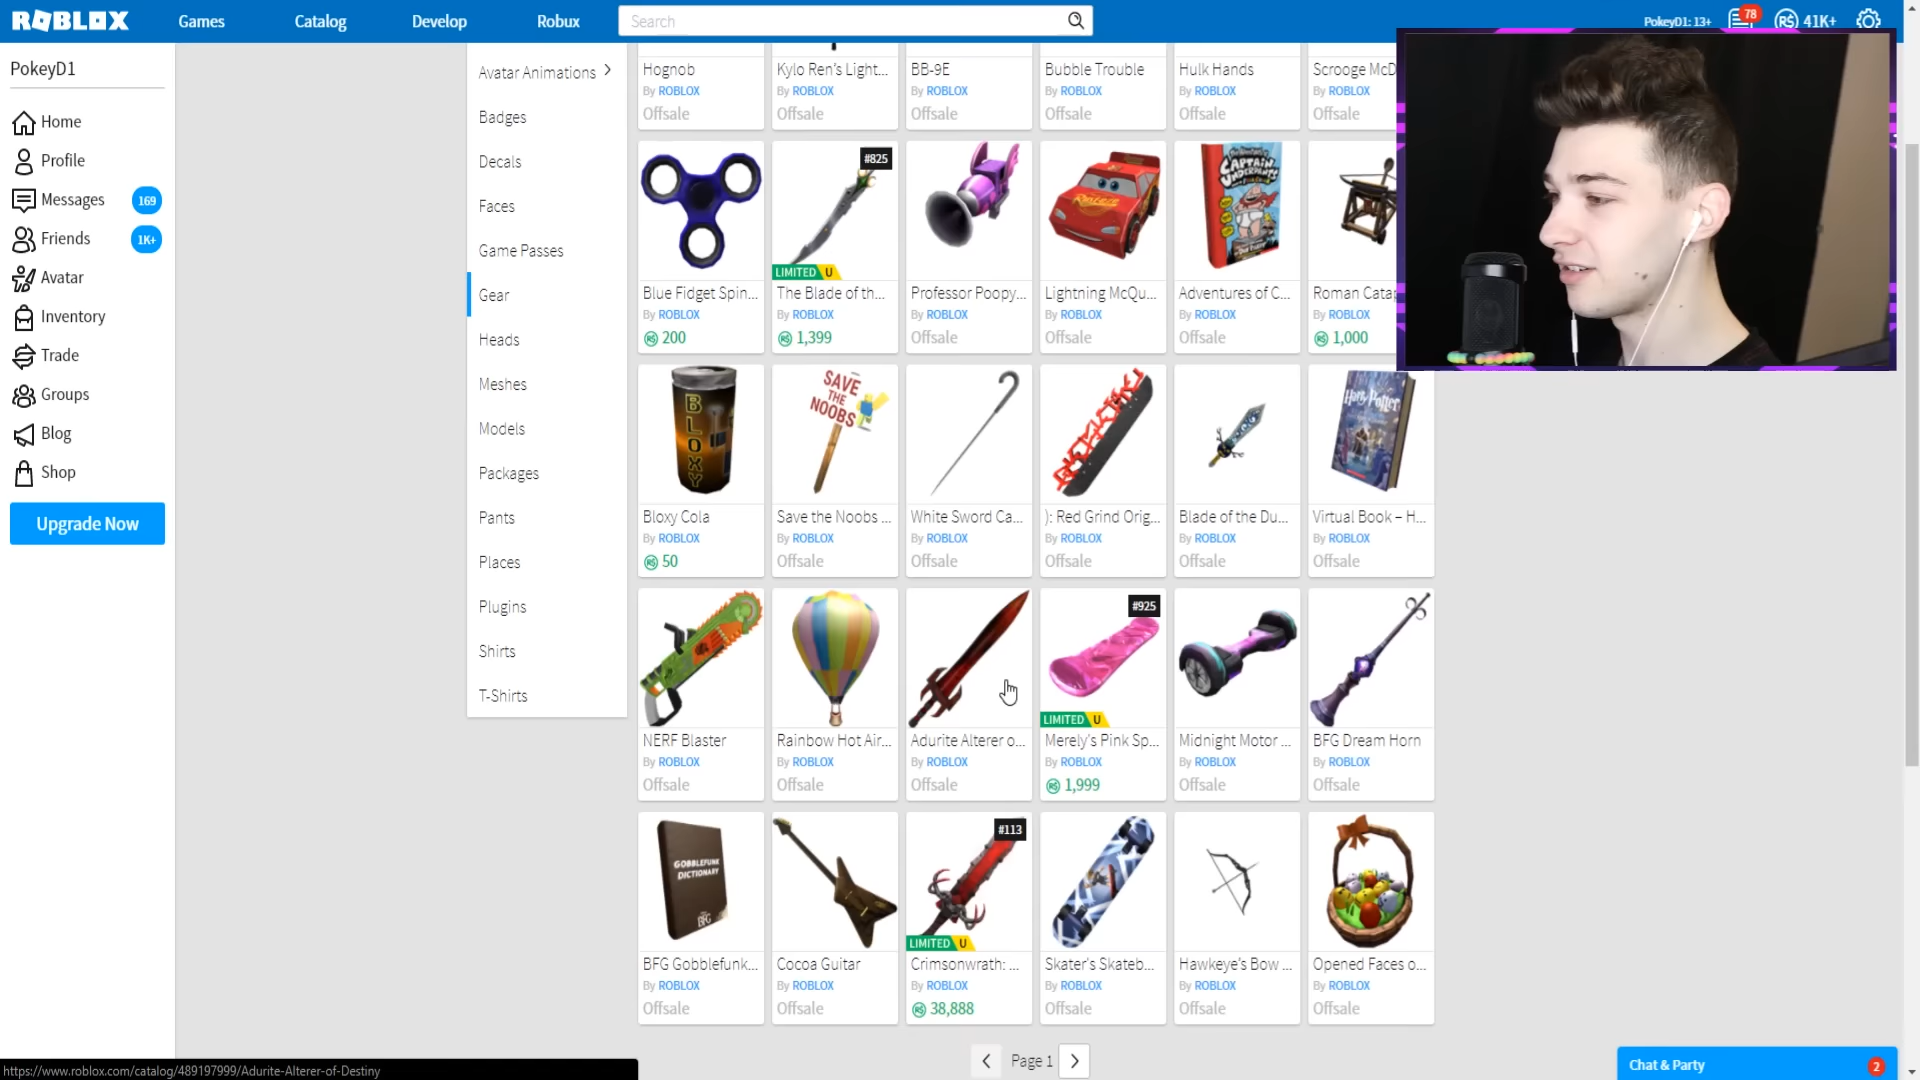 ROBLOX Games Catalog Develop Robux Search PokeyD1: 13+ 78 R$ 41K+
PokeyD1
Home
Profile
Messages 169
Friends 1K+
Avatar
Inventory
Trade
Groups
Blog
Shop
Upgrade Now
Avatar Animations
Badges
Decals
Faces
Game Passes
Gear
Heads
Meshes
Models
Packages
Pants
Places
Plugins
Shirts
T-Shirts
Hognob Kylo Ren's Light... BB-9E Bubble Trouble Hulk Hands Scrooge McD
By ROBLOX By ROBLOX By ROBLOX By ROBLOX By ROBLOX By ROBLOX
Offsale Offsale Offsale Offsale Offsale Offsale
#825
CAPTAIN
UNDERPANTS
LIMITED U
Blue Fidget Spin... The Blade of th... Professor Poopy... Lightning McQu... Adventures of C... Roman Catap
By ROBLOX By ROBLOX By ROBLOX By ROBLOX By ROBLOX By ROBLOX
R$ 200 R$ 1,399 Offsale Offsale Offsale R$ 1,000
BLOXY
SAVE
THE
NOOBS
Harry Potter
Bloxy Cola Save the Noobs ... White Sword Ca... ): Red Grind Orig... Blade of the Du... Virtual Book – H...
By ROBLOX By ROBLOX By ROBLOX By ROBLOX By ROBLOX By ROBLOX
R$ 50 Offsale Offsale Offsale Offsale Offsale
#925
LIMITED U
NERF Blaster Rainbow Hot Air... Adurite Alterer o... Merely's Pink Sp... Midnight Motor ... BFG Dream Horn
By ROBLOX By ROBLOX By ROBLOX By ROBLOX By ROBLOX By ROBLOX
Offsale Offsale Offsale R$ 1,999 Offsale Offsale
#113
GOBBLEFUNK
DICTIONARY
BFG
LIMITED U
BFG Gobblefunk... Cocoa Guitar Crimsonwrath: ... Skater's Skateb... Hawkeye's Bow ... Opened Faces o...
By ROBLOX By ROBLOX By ROBLOX By ROBLOX By ROBLOX By ROBLOX
Offsale Offsale R$ 38,888 Offsale Offsale Offsale
Page 1
Chat & Party 2
https://www.roblox.com/catalog/489197999/Adurite-Alterer-of-Destiny